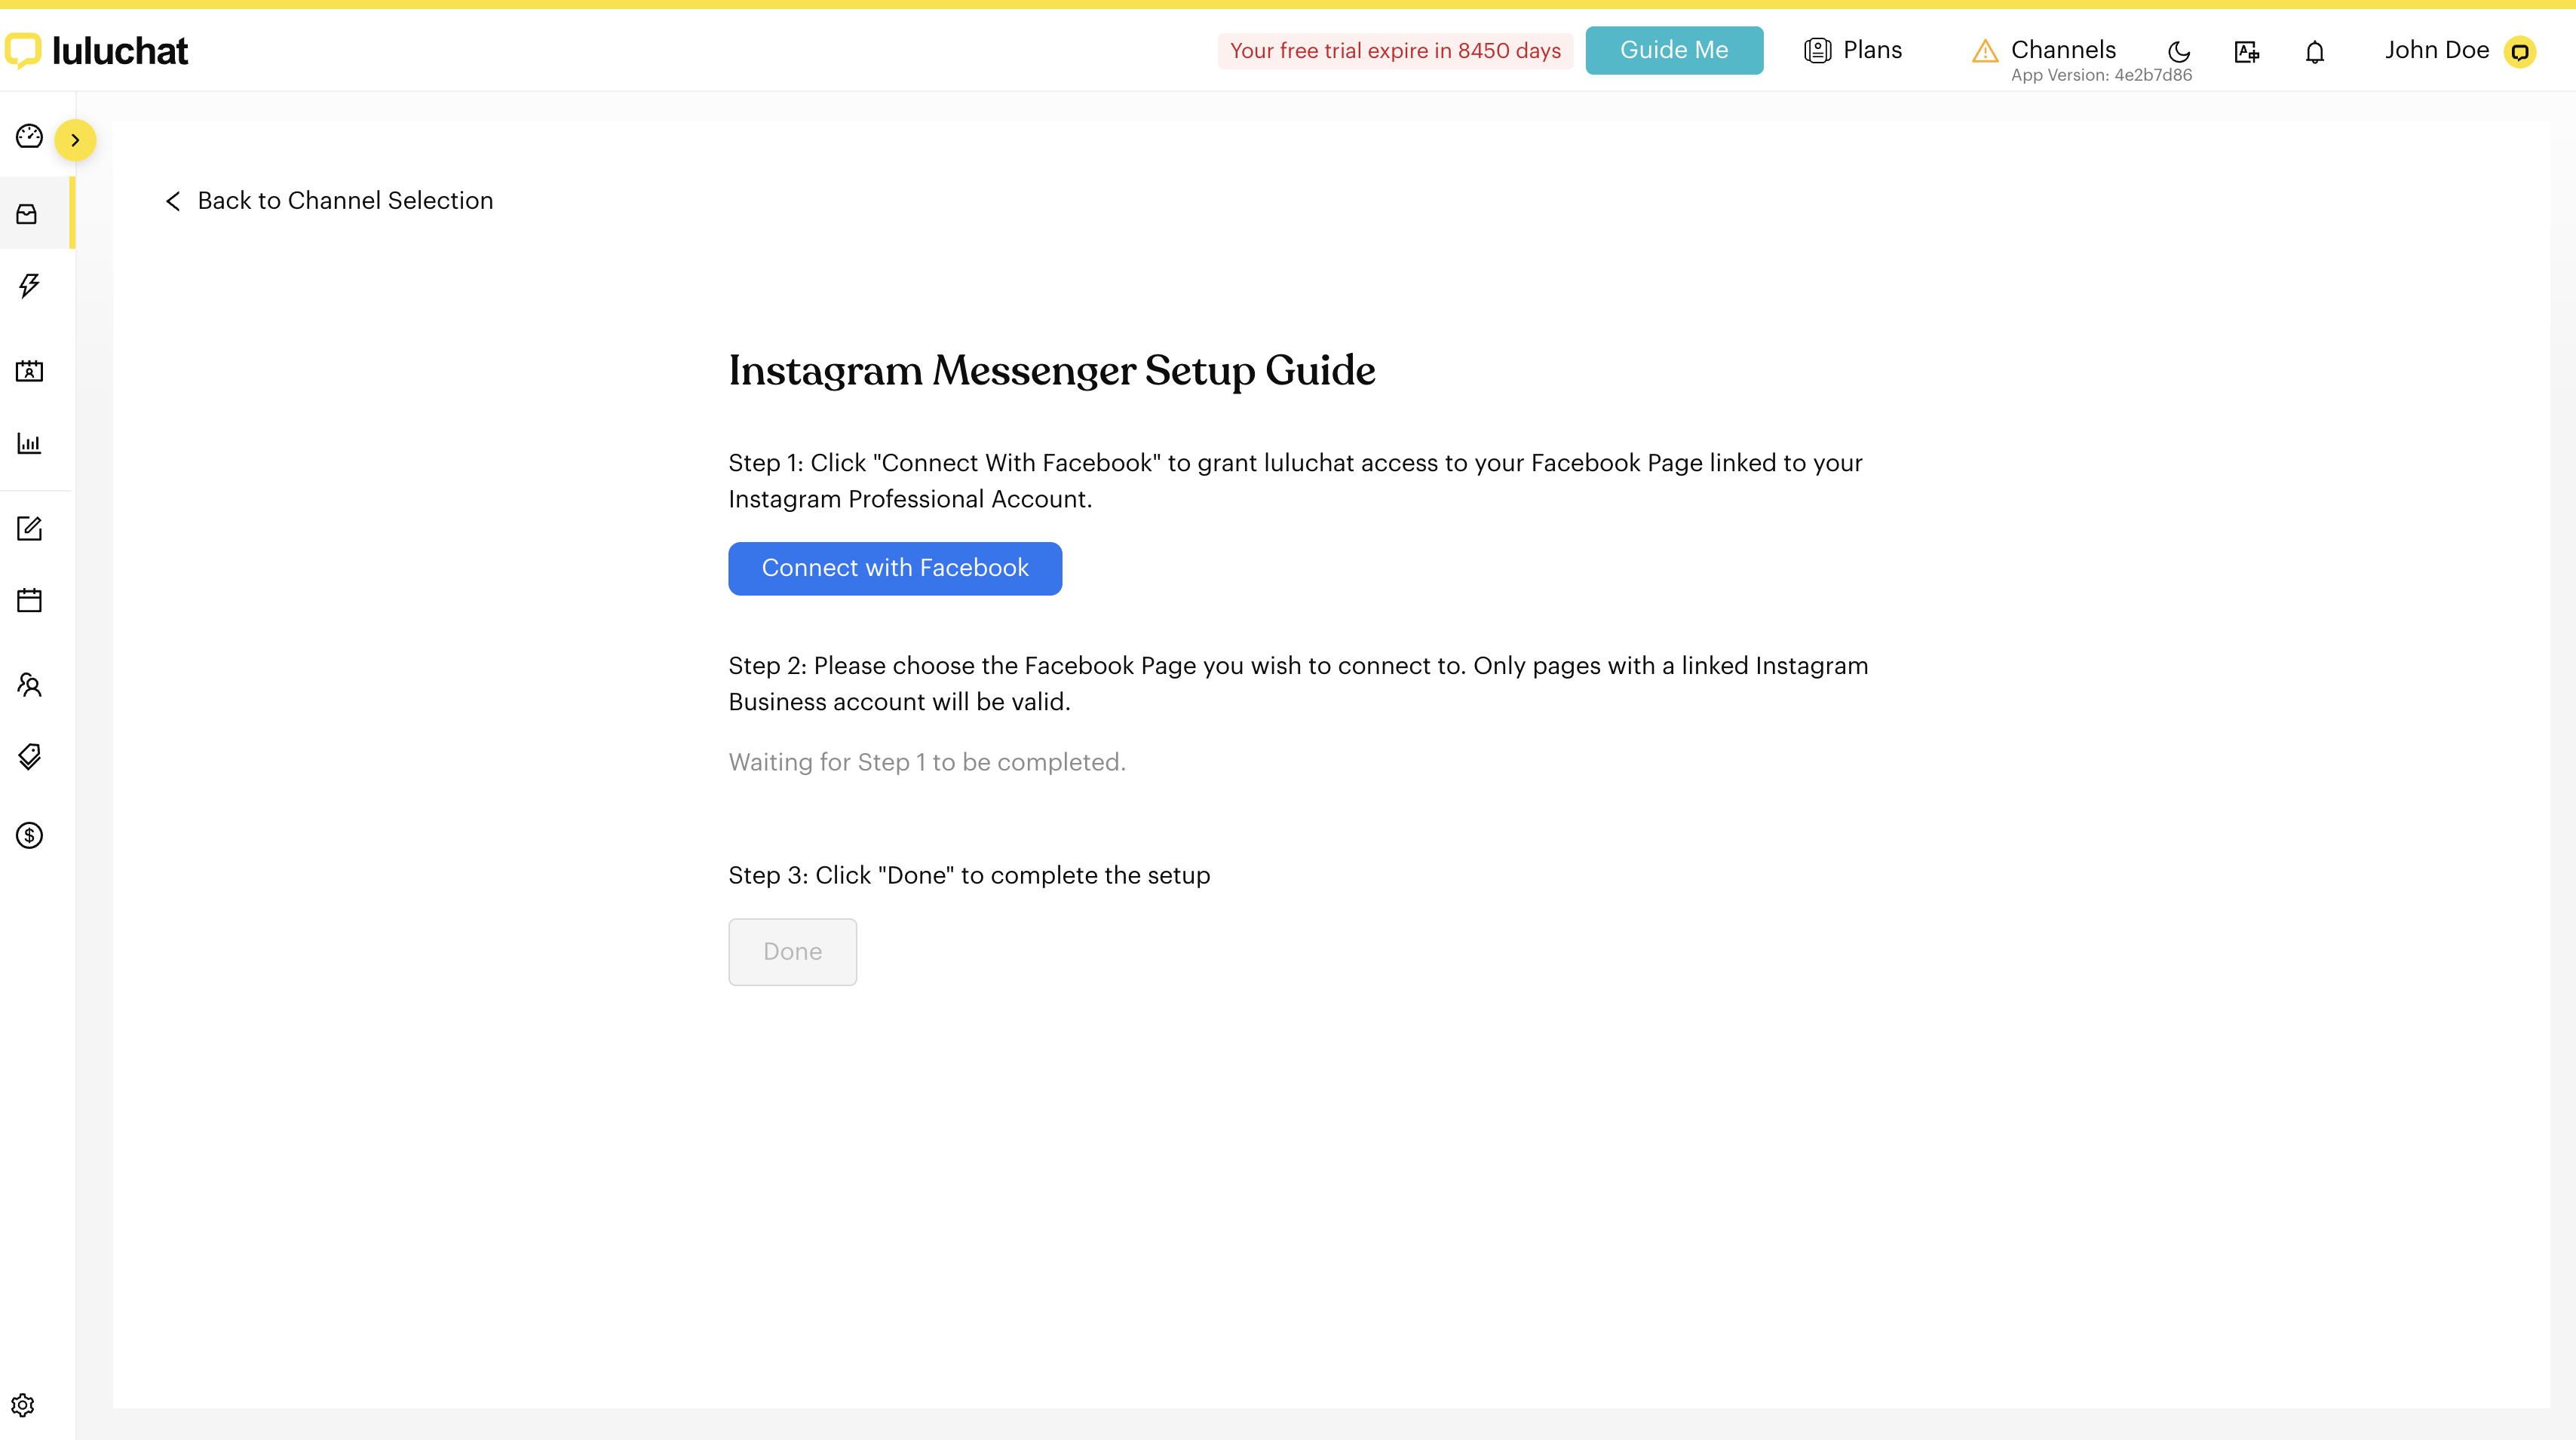 luluchat
Your free trial expire in 8450 days
Guide Me
Plans
Channels
App Version: 4e2b7d86
John Doe
Back to Channel Selection
Instagram Messenger Setup Guide
Step 1: Click "Connect With Facebook" to grant luluchat access to your Facebook Page linked to your
Instagram Professional Account.
Connect with Facebook
Step 2: Please choose the Facebook Page you wish to connect to. Only pages with a linked Instagram
Business account will be valid.
Waiting for Step 1 to be completed.
Step 3: Click "Done" to complete the setup
Done